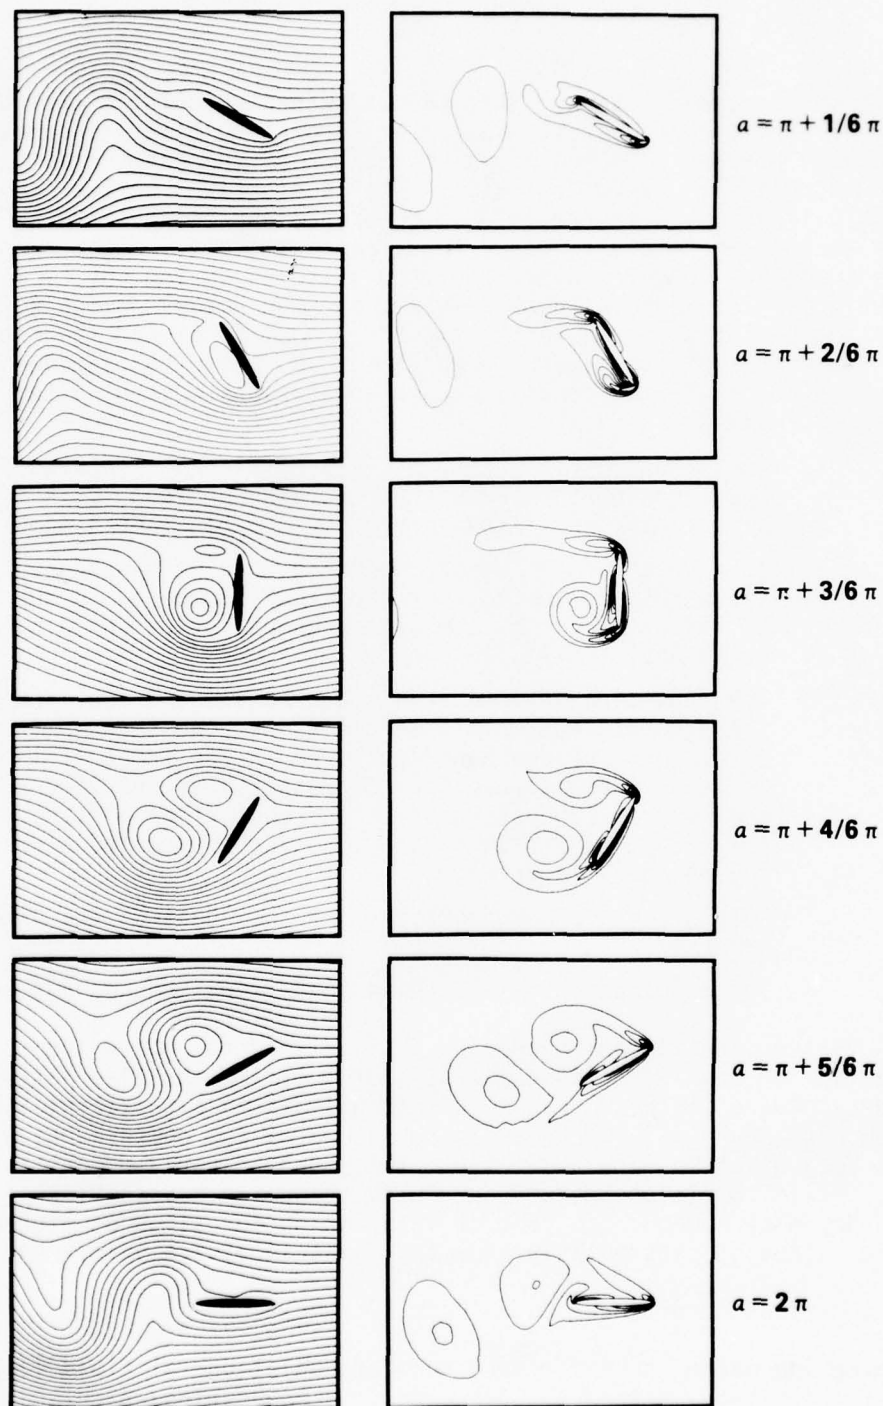 a = π + 1/6 π
a = π + 2/6 π
a = π + 3/6 π
a = π + 4/6 π
a = π + 5/6 π
a = 2 π